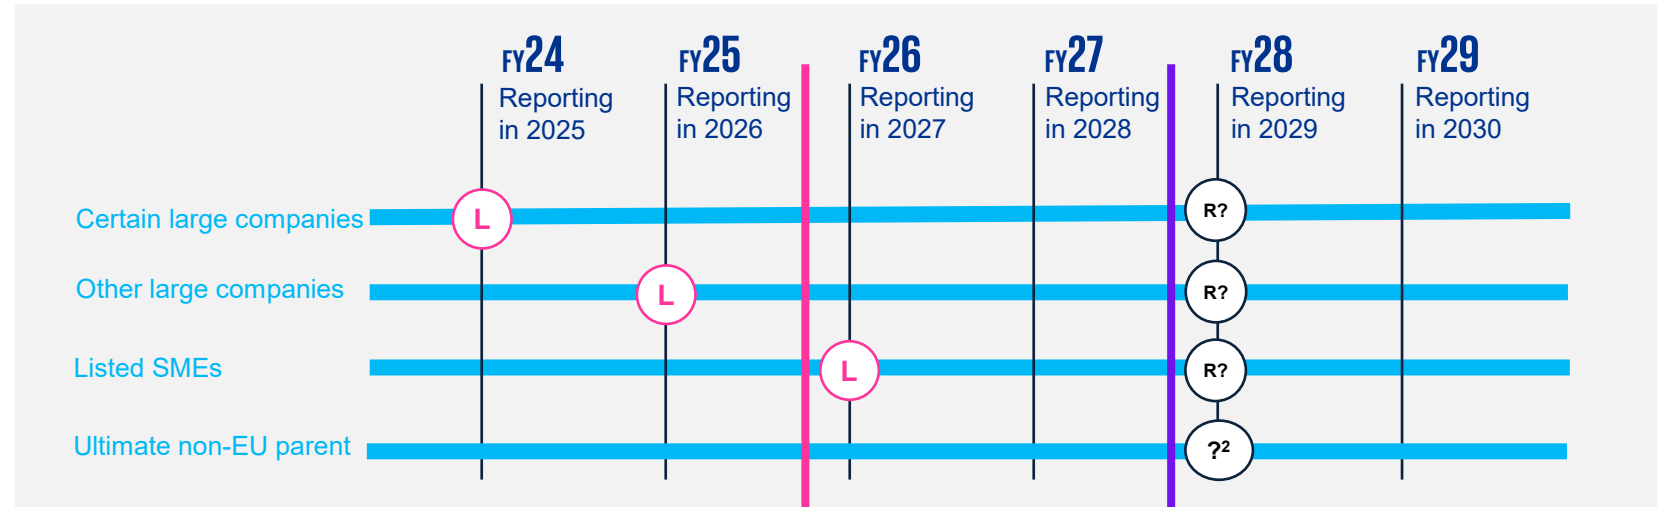 FY24 FY25 FY26 FY27 FY28 FY29
Reporting Reporting Reporting Reporting Reporting Reporting
in 2025 in 2026 in 2027 in 2028 in 2029 in 2030
Certain large companies L R?
Other large companies L R?
Listed SMEs L R?
Ultimate non-EU parent ?²